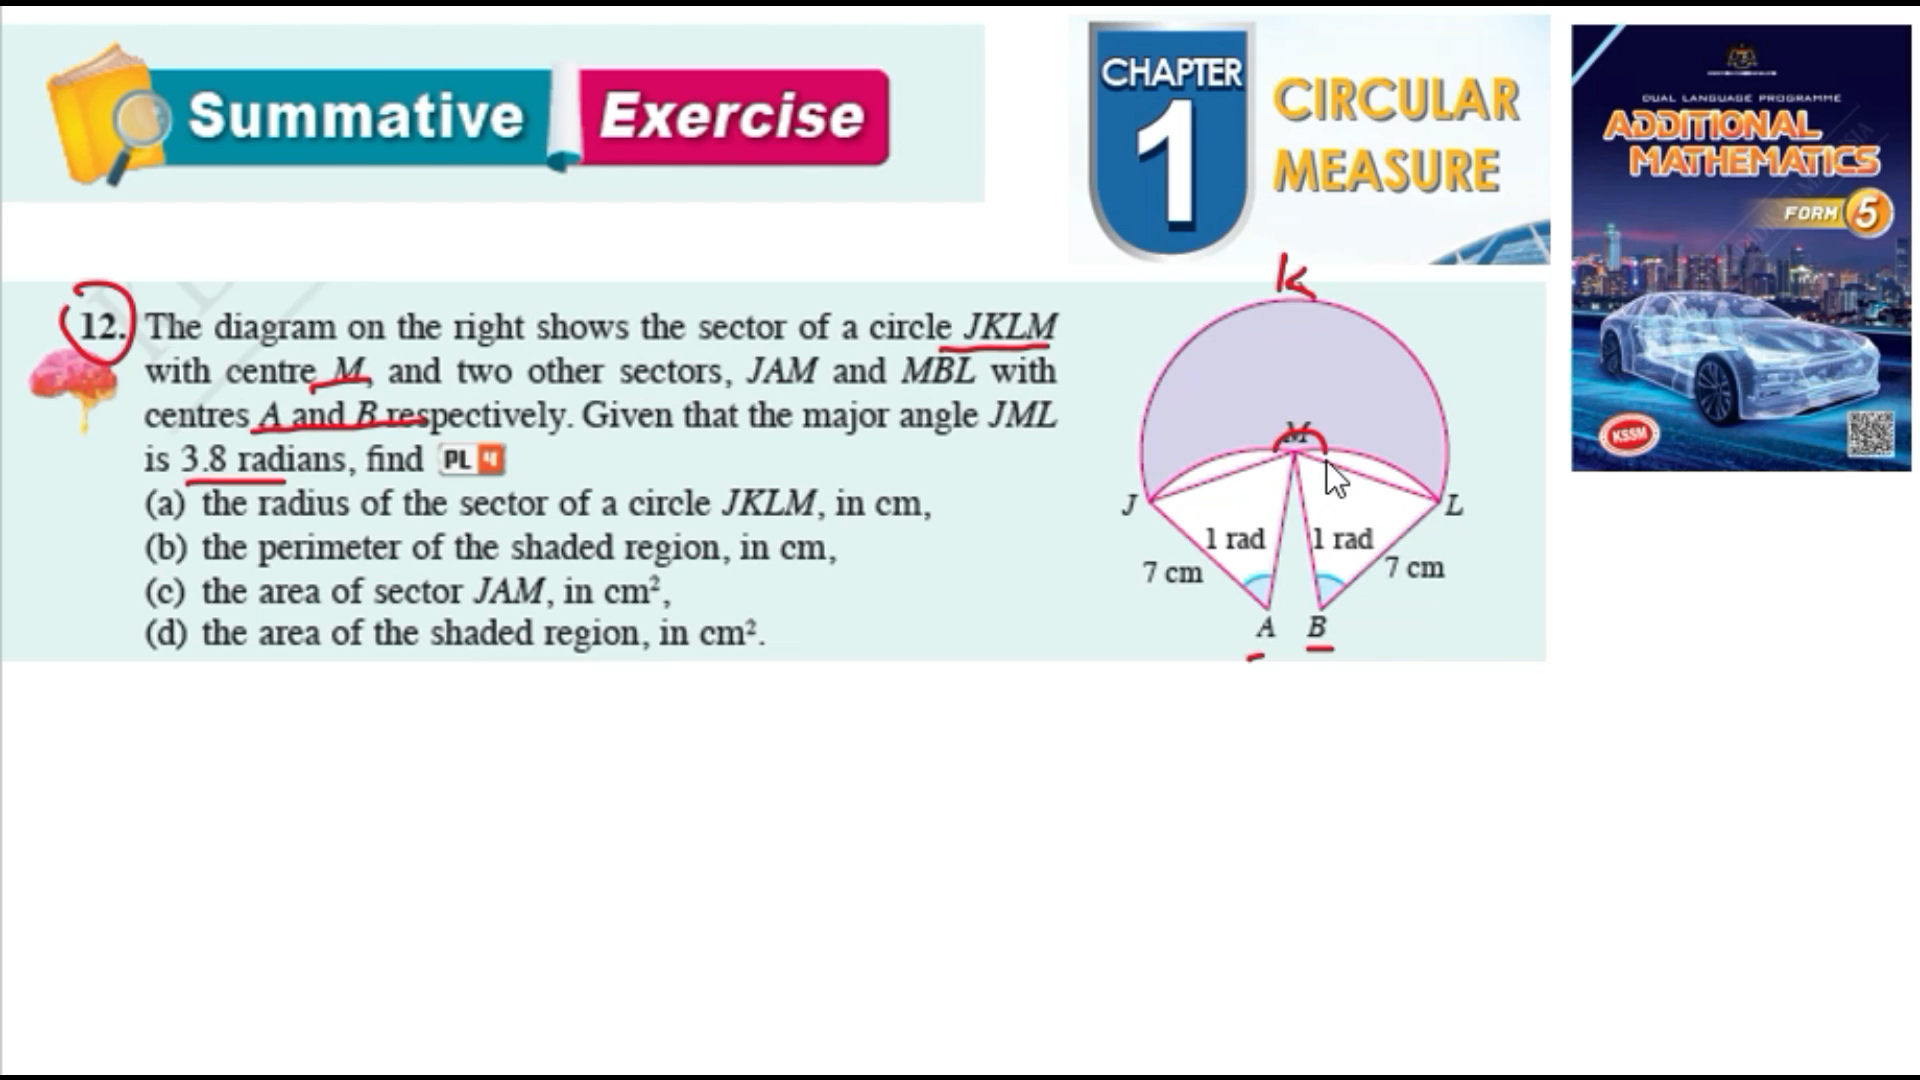 Summative Exercise
CHAPTER
1
CIRCULAR
MEASURE
DUAL LANGUAGE PROGRAMME
ADDITIONAL
MATHEMATICS
FORM 5
KSSM
12. The diagram on the right shows the sector of a circle JKLM
with centre M, and two other sectors, JAM and MBL with
centres A and B respectively. Given that the major angle JML
is 3.8 radians, find PL 4
(a) the radius of the sector of a circle JKLM, in cm,
(b) the perimeter of the shaded region, in cm,
(c) the area of sector JAM, in cm²,
(d) the area of the shaded region, in cm².
K
M
J
L
1 rad
1 rad
7 cm
7 cm
A
B